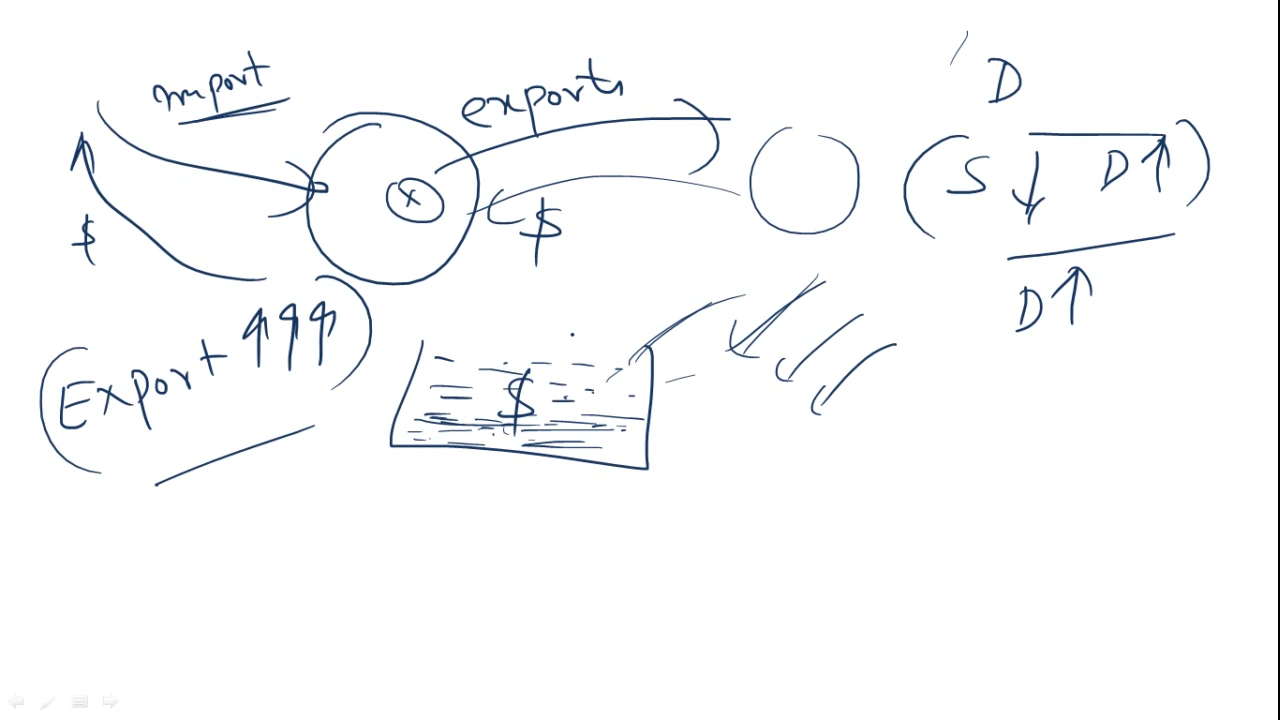 import
exports
D
x
(S ↓ D↑)
$
$
D↑
(Export ↑↑↑)
$